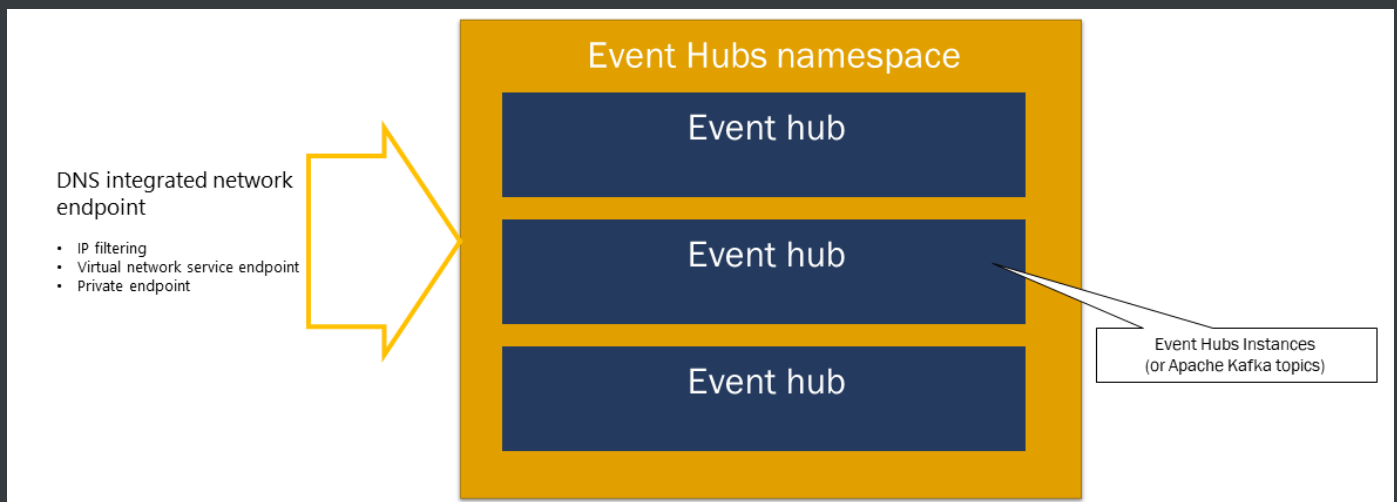 Event Hubs namespace
Event hub
DNS integrated network
endpoint
• IP filtering
• Virtual network service endpoint
• Private endpoint
Event hub
Event Hubs Instances
(or Apache Kafka topics)
Event hub